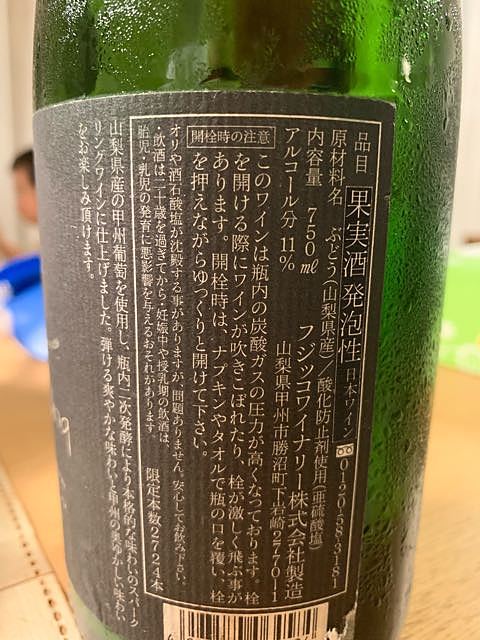 品目 果実酒 発泡性 日本ワイン
原材料名 ぶどう(山梨県産)/酸化防止剤使用(亜硫酸塩)
内容量 750㎖ フジッコワイナリー株式会社製造 0120-58-3181
アルコール分 11% 山梨県甲州市勝沼町下岩崎2770-1
開栓時の注意
このワインは瓶内の炭酸ガスの圧力が高くなっております。栓
を開ける際にワインが吹きこぼれたり、栓が激しく飛ぶ事が
あります。開栓時は、ナプキンやタオルで瓶の口を覆い、栓
を押えながらゆっくりと開けて下さい。
オリや酒石酸塩が沈殿する事がありますが、問題ありません。安心してお飲み下さい。
・飲酒は二十歳を過ぎてから・妊娠中や授乳期の飲酒は、
胎児・乳児の発育に悪影響を与えるおそれがあります。 限定本数2724本
山梨県産の甲州葡萄を使用し、瓶内二次発酵により本格的な味わいのスパーク
リングワインに仕上げました。弾ける爽やかな味わいと甲州の奥ゆかしい味わい
をお楽しみ頂けます。